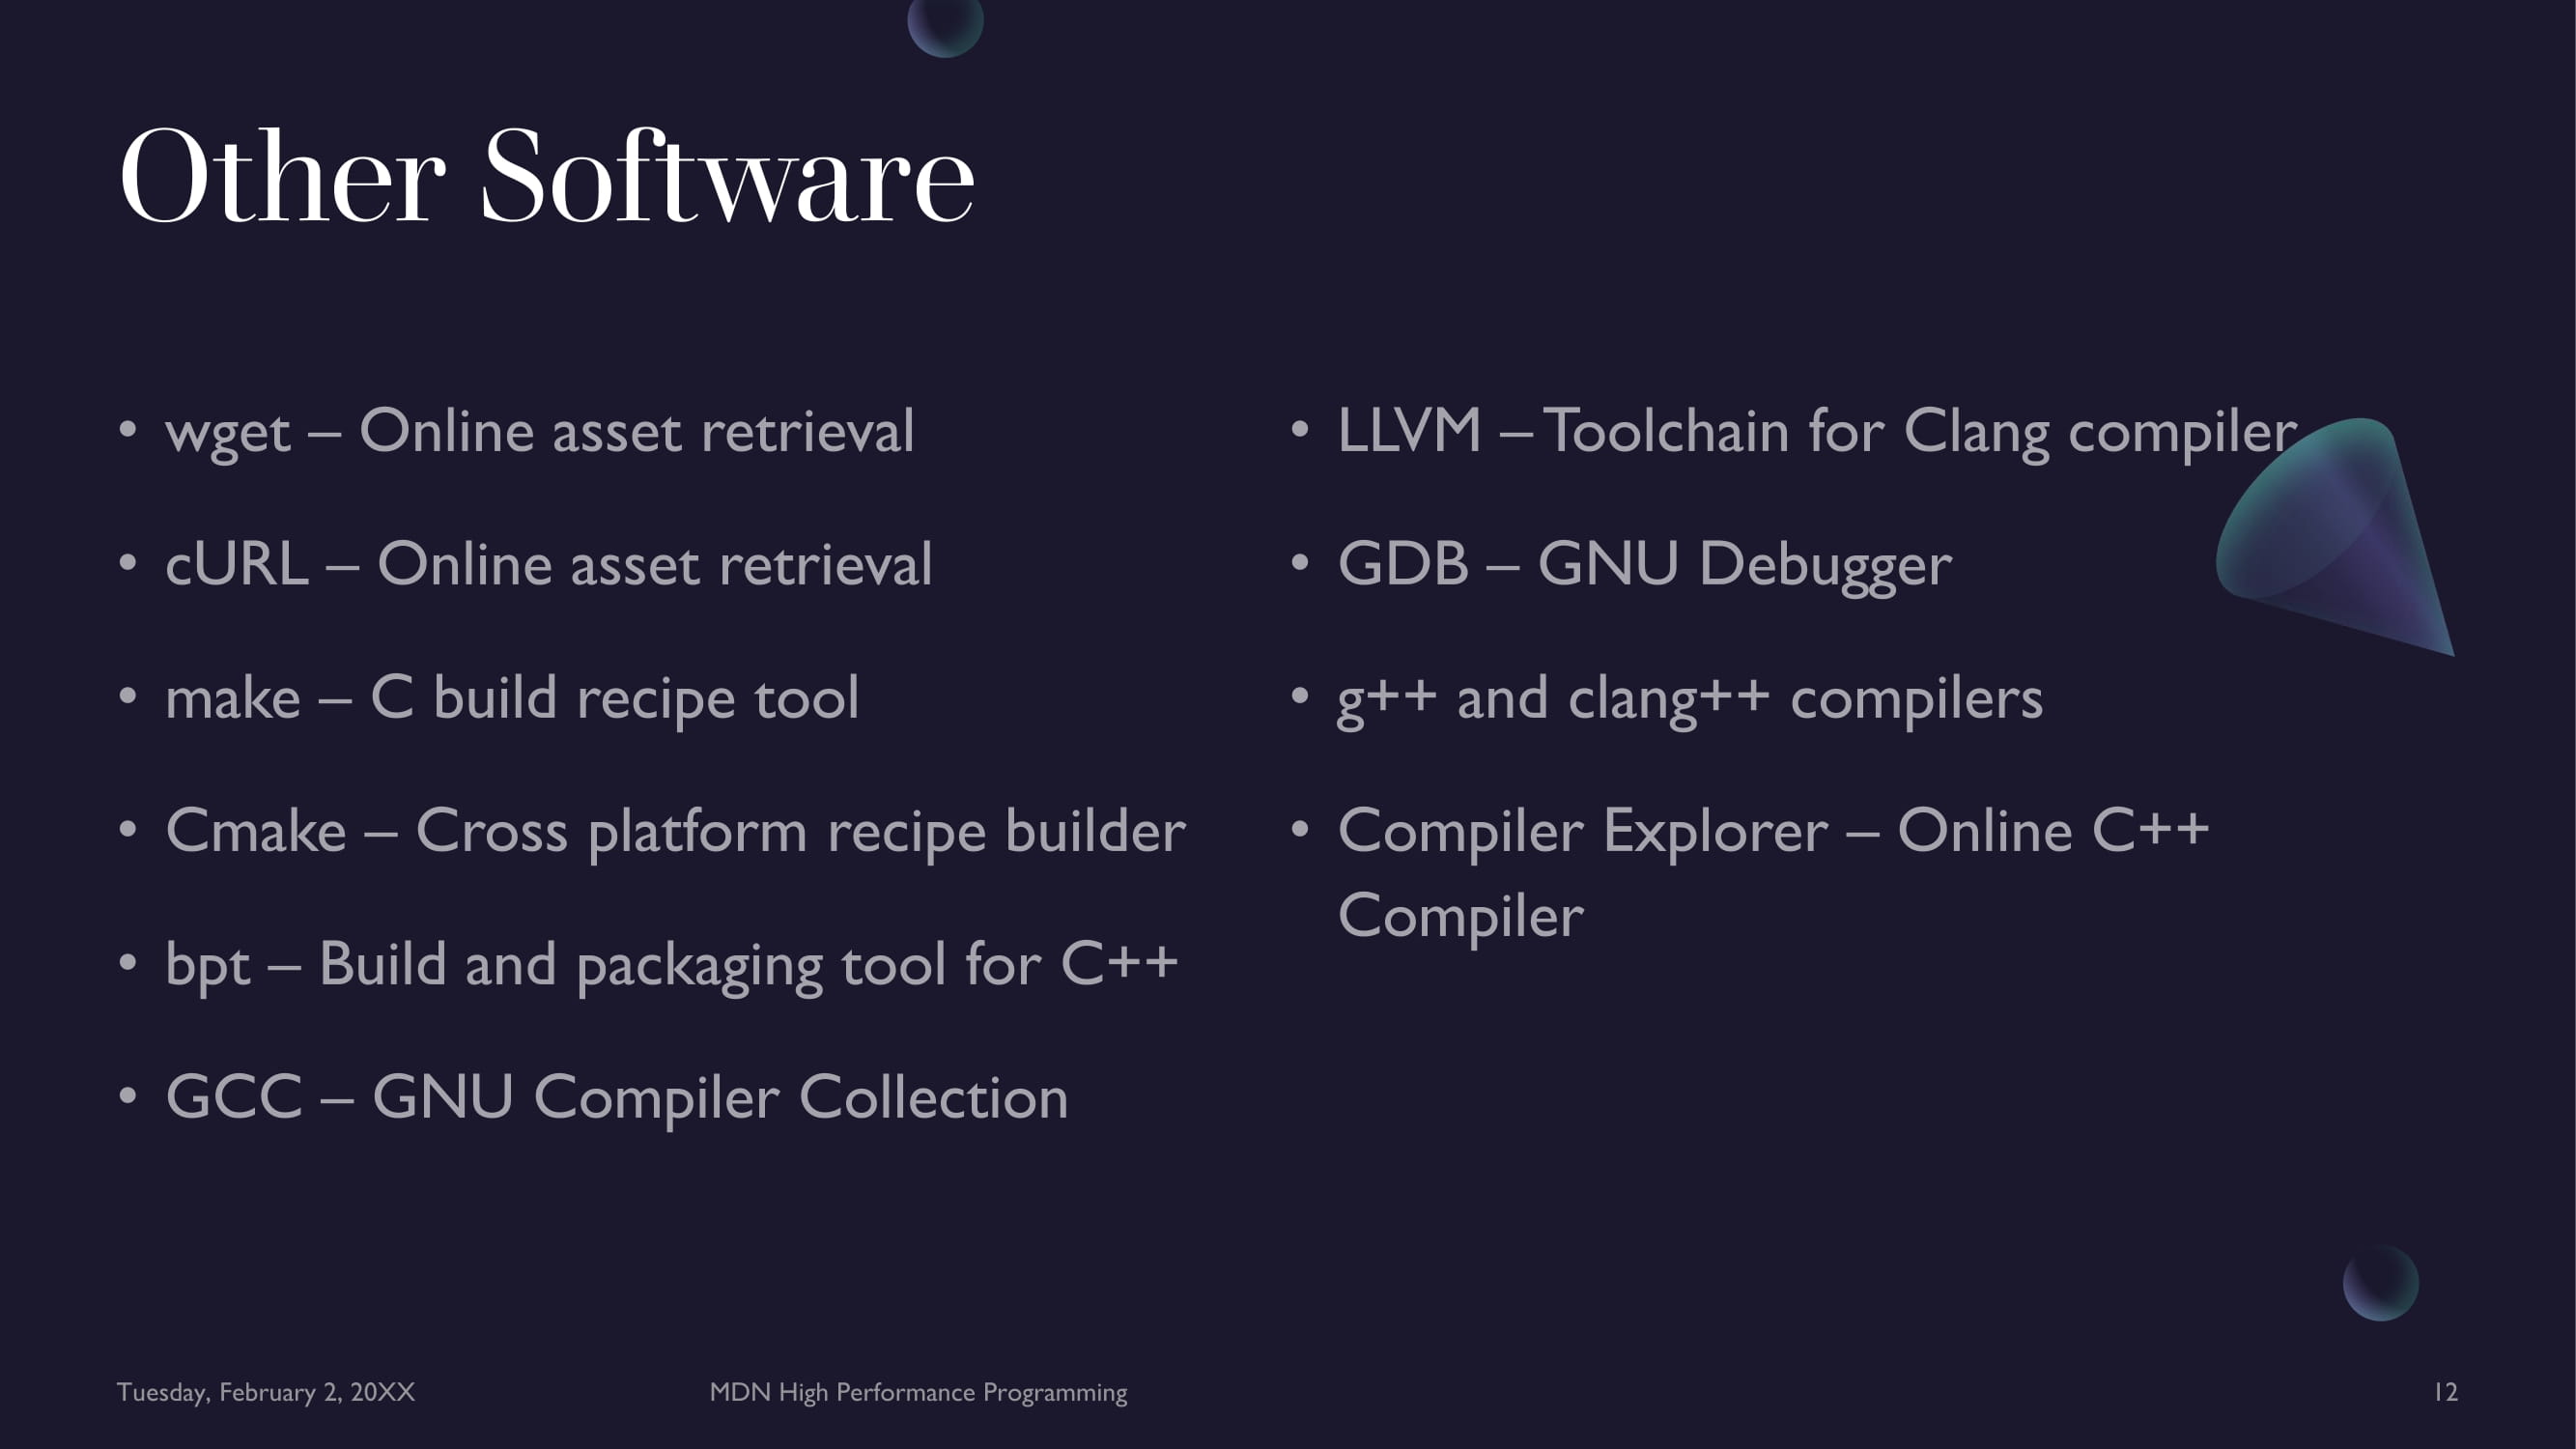 Other Software
• wget – Online asset retrieval
• cURL – Online asset retrieval
• make – C build recipe tool
• Cmake – Cross platform recipe builder
• bpt – Build and packaging tool for C++
• GCC – GNU Compiler Collection
• LLVM – Toolchain for Clang compiler
• GDB – GNU Debugger
• g++ and clang++ compilers
• Compiler Explorer – Online C++
Compiler
Tuesday, February 2, 20XX
MDN High Performance Programming
12